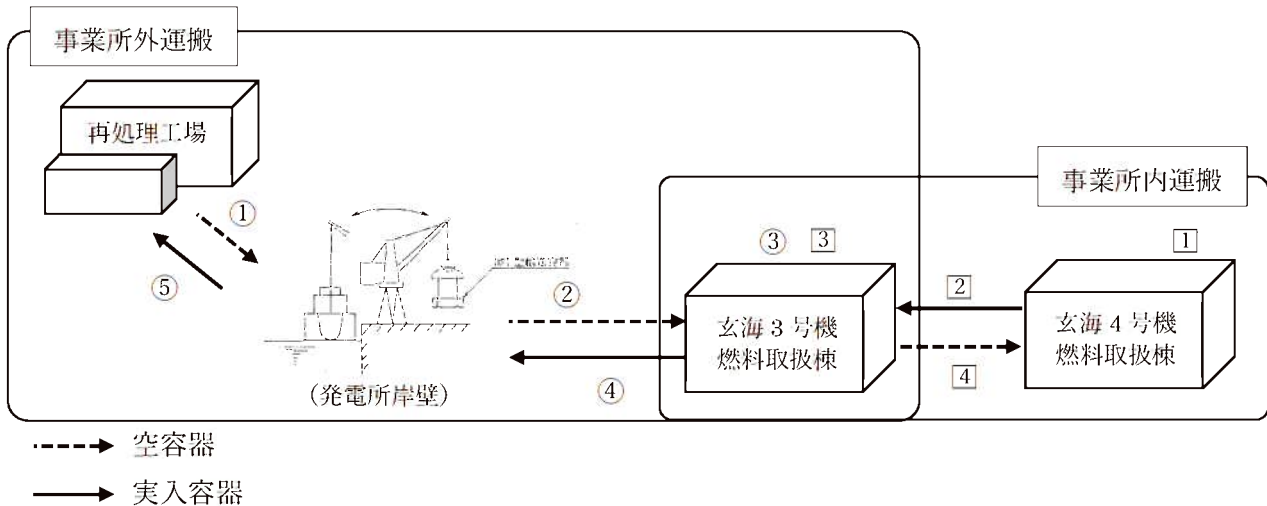 事業所外運搬
再処理工場
①
⑤
②
(発電所岸壁)
④
事業所内運搬
③ 3
1
玄海3号機
燃料取扱棟
2
4
玄海4号機
燃料取扱棟
空容器
実入容器